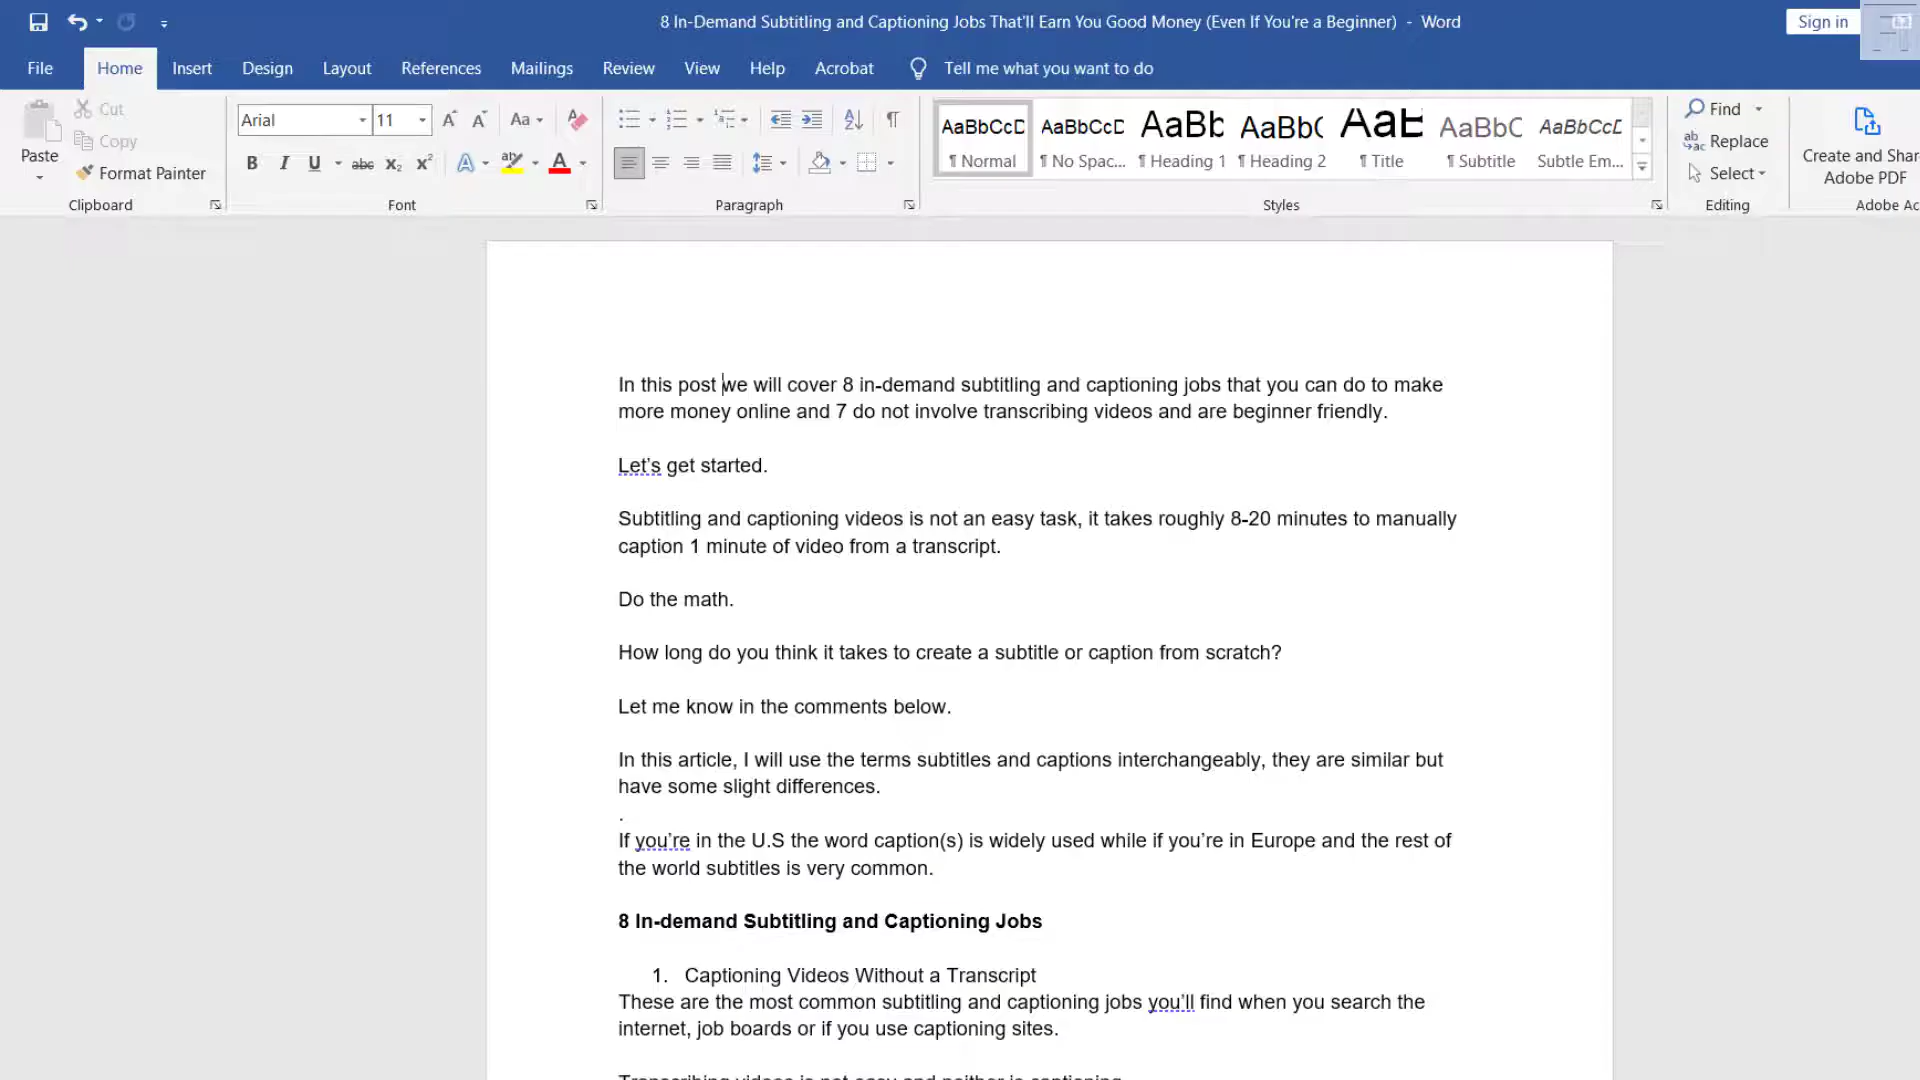 8 In-Demand Subtitling and Captioning Jobs That'll Earn You Good Money (Even If You're a Beginner) - Word
Sign in
File Home Insert Design Layout References Mailings Review View Help Acrobat Tell me what you want to do
Paste
Cut
Copy
Format Painter
Clipboard
Arial 11
Font
Paragraph
AaBbCcD AaBbCcD AaBb AaBb( AaB AaBbC AaBbCcD
¶ Normal ¶ No Spac... ¶ Heading 1 ¶ Heading 2 ¶ Title ¶ Subtitle Subtle Em...
Styles
Find
Replace
Select
Editing
Create and Shar
Adobe PDF
Adobe Ac
In this post we will cover 8 in-demand subtitling and captioning jobs that you can do to make
more money online and 7 do not involve transcribing videos and are beginner friendly.
Let's get started.
Subtitling and captioning videos is not an easy task, it takes roughly 8-20 minutes to manually
caption 1 minute of video from a transcript.
Do the math.
How long do you think it takes to create a subtitle or caption from scratch?
Let me know in the comments below.
In this article, I will use the terms subtitles and captions interchangeably, they are similar but
have some slight differences.
.
If you're in the U.S the word caption(s) is widely used while if you're in Europe and the rest of
the world subtitles is very common.
8 In-demand Subtitling and Captioning Jobs
1. Captioning Videos Without a Transcript
These are the most common subtitling and captioning jobs you'll find when you search the
internet, job boards or if you use captioning sites.
Transcribing videos is not easy and neither is captioning